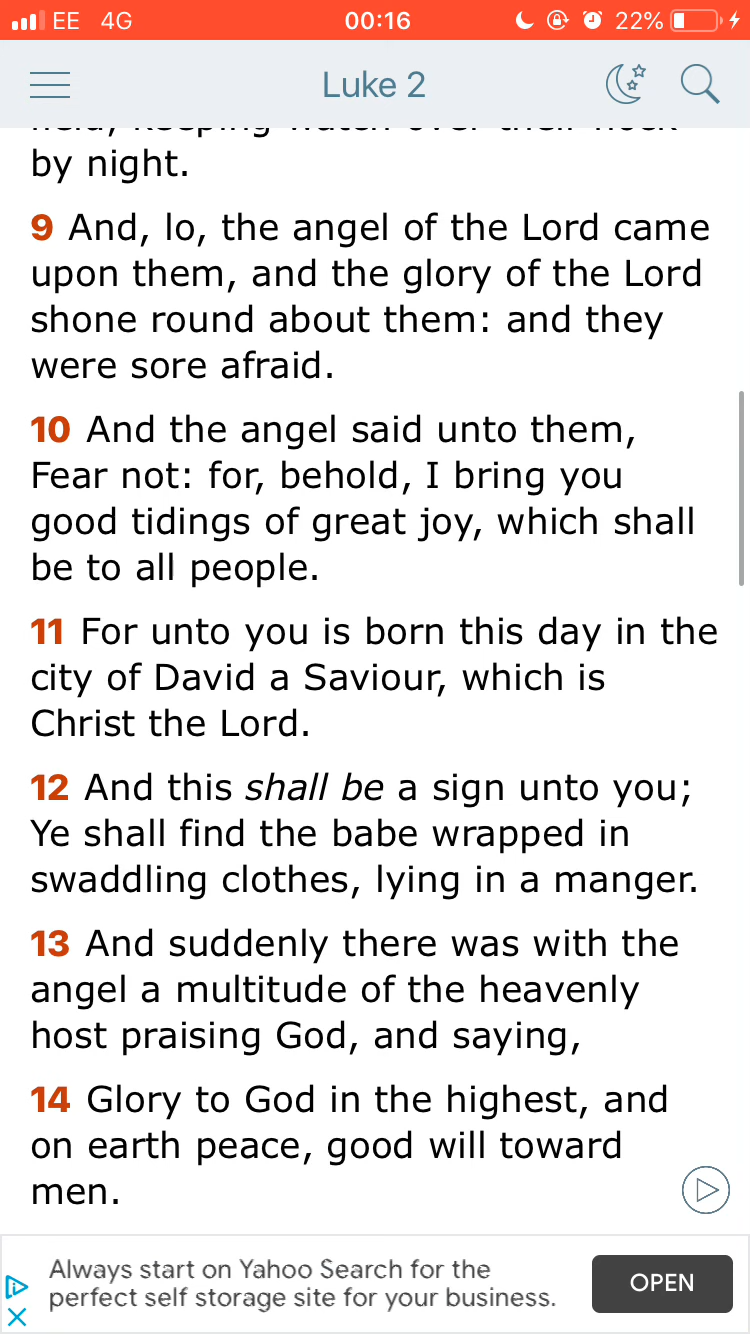 EE 4G 00:16 22%
Luke 2
by night.
9 And, lo, the angel of the Lord came
upon them, and the glory of the Lord
shone round about them: and they
were sore afraid.
10 And the angel said unto them,
Fear not: for, behold, I bring you
good tidings of great joy, which shall
be to all people.
11 For unto you is born this day in the
city of David a Saviour, which is
Christ the Lord.
12 And this shall be a sign unto you;
Ye shall find the babe wrapped in
swaddling clothes, lying in a manger.
13 And suddenly there was with the
angel a multitude of the heavenly
host praising God, and saying,
14 Glory to God in the highest, and
on earth peace, good will toward
men.
Always start on Yahoo Search for the
perfect self storage site for your business.
OPEN